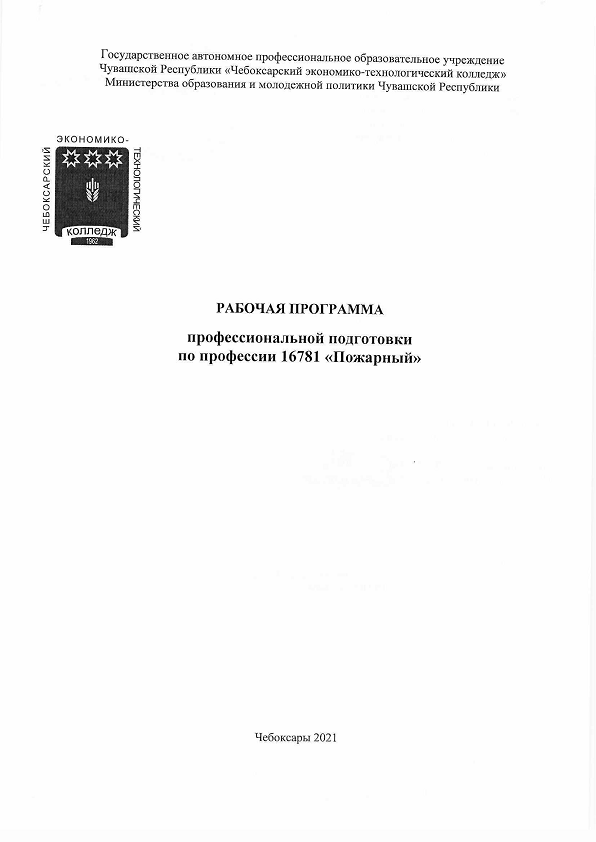 Государственное автономное профессиональное образовательное учреждение
Чувашской Республики «Чебоксарский экономико-технологический колледж»
Министерства образования и молодежной политики Чувашской Республики
ЭКОНОМИКО-
ЧЕБОКСАРСКИЙ
ТЕХНОЛОГИЧЕСКИЙ
КОЛЛЕДЖ
1962
РАБОЧАЯ ПРОГРАММА
профессиональной подготовки
по профессии 16781 «Пожарный»
Чебоксары 2021